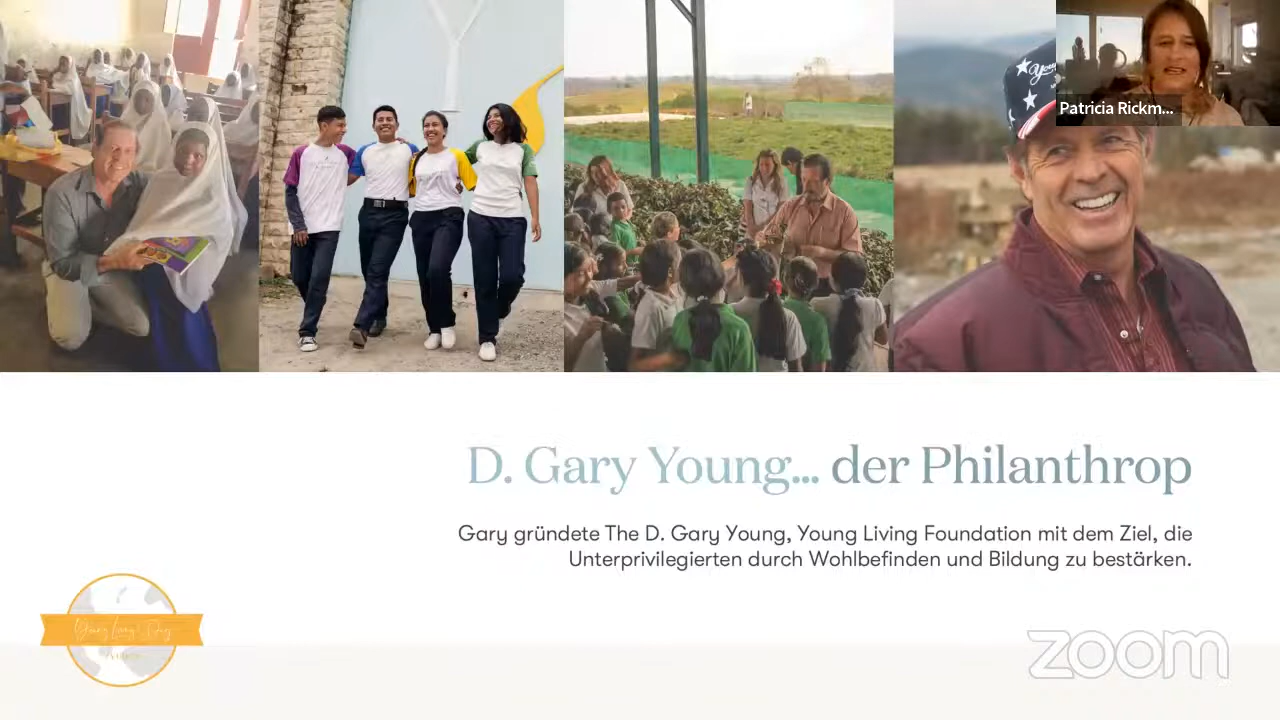 Patricia Rickm...
D. Gary Young... der Philanthrop
Gary gründete The D. Gary Young, Young Living Foundation mit dem Ziel, die
Unterprivilegierten durch Wohlbefinden und Bildung zu bestärken.
zoom